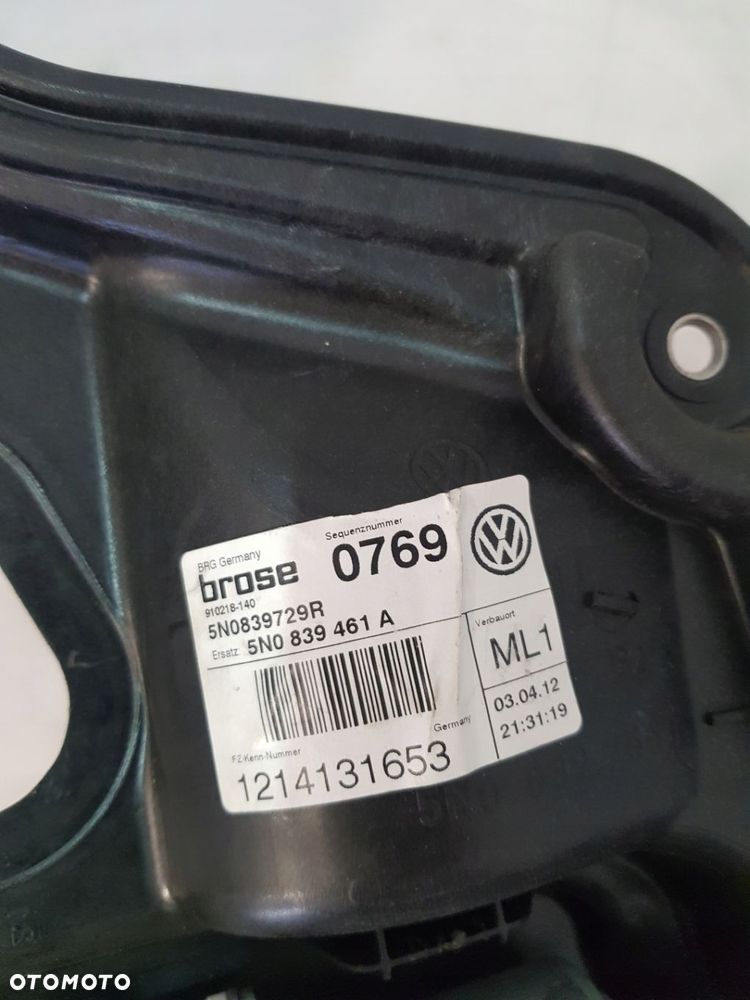 Sequenznummer
BRG Germany
brose 0769
910218-140
5N0839729R
Ersatz: 5N0 839 461 A
Verbauort
ML1
03.04.12
21:31:19
Germany
FZ-Kenn-Nummer
1214131653
OTOMOTO